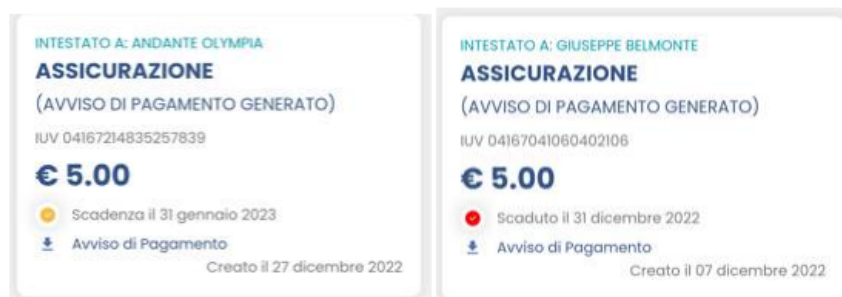 INTESTATO A: ANDANTE OLYMPIA
ASSICURAZIONE
(AVVISO DI PAGAMENTO GENERATO)
IUV 04167214835257839
€ 5.00
Scadenza il 31 gennaio 2023
Avviso di Pagamento
Creato il 27 dicembre 2022
INTESTATO A: GIUSEPPE BELMONTE
ASSICURAZIONE
(AVVISO DI PAGAMENTO GENERATO)
IUV 04167041060402106
€ 5.00
Scaduto il 31 dicembre 2022
Avviso di Pagamento
Creato il 07 dicembre 2022